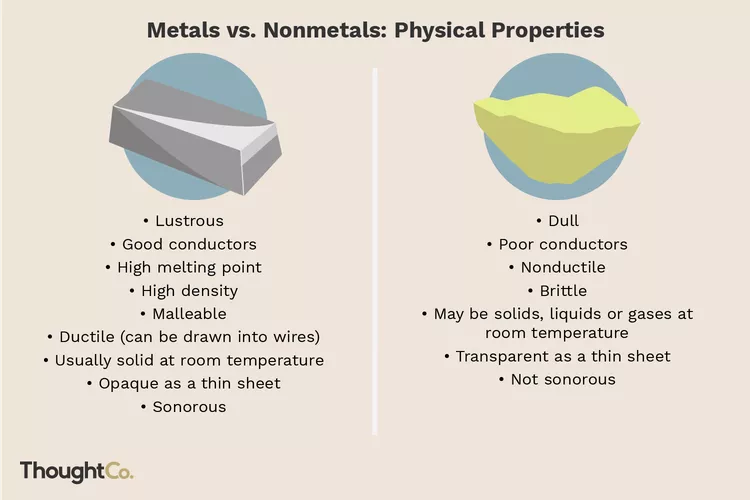 Metals vs. Nonmetals: Physical Properties
• Lustrous
• Good conductors
• High melting point
• High density
• Malleable
• Ductile (can be drawn into wires)
• Usually solid at room temperature
• Opaque as a thin sheet
• Sonorous
• Dull
• Poor conductors
• Nonductile
• Brittle
• May be solids, liquids or gases at
room temperature
• Transparent as a thin sheet
• Not sonorous
ThoughtCo.